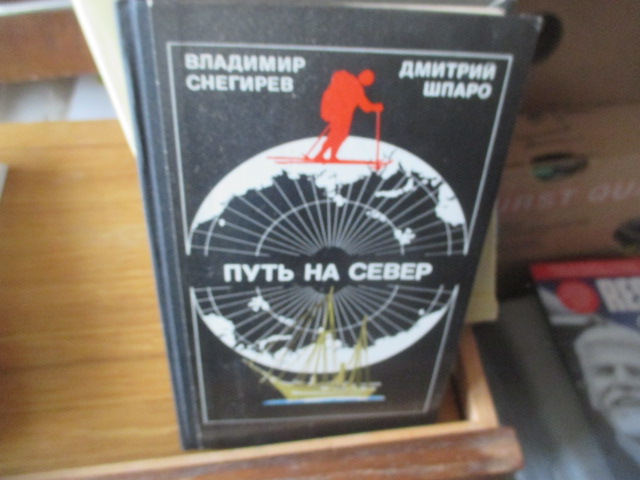 ВЛАДИМИР
СНЕГИРЕВ
ДМИТРИЙ
ШПАРО
ПУТЬ НА СЕВЕР